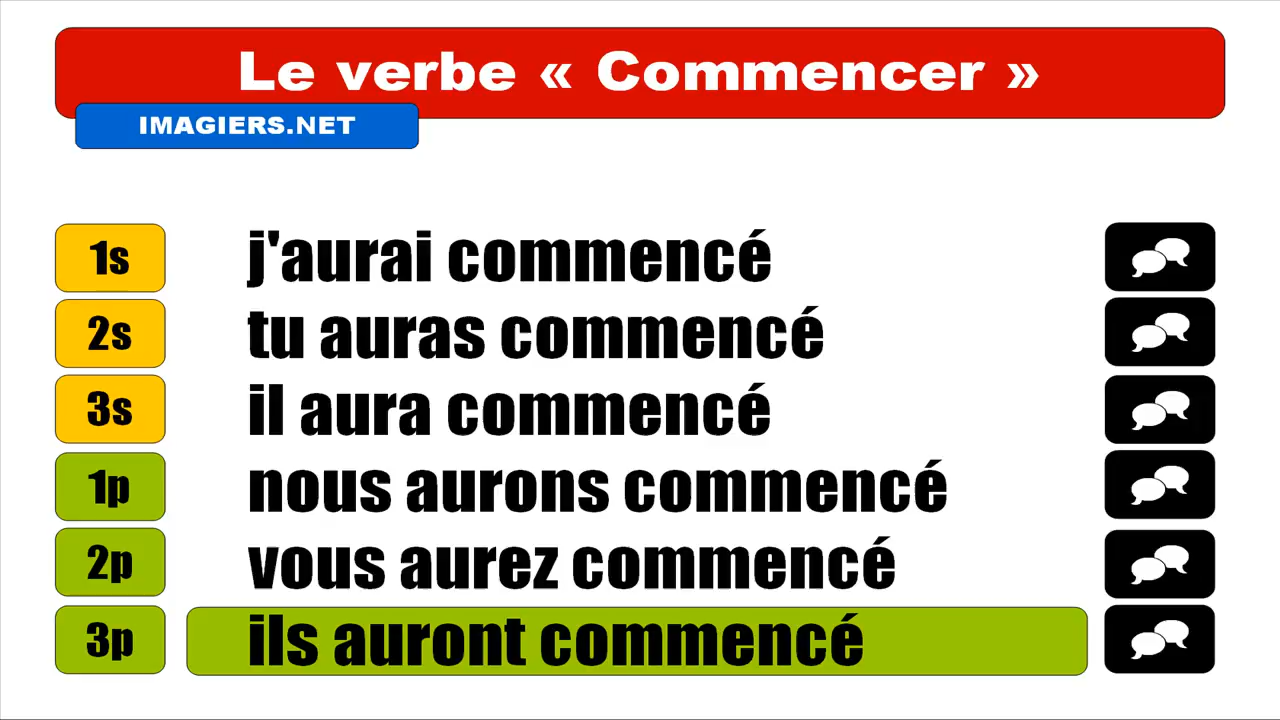 Le verbe « Commencer »
IMAGIERS.NET
1s j'aurai commencé
2s tu auras commencé
3s il aura commencé
1p nous aurons commencé
2p vous aurez commencé
3p ils auront commencé